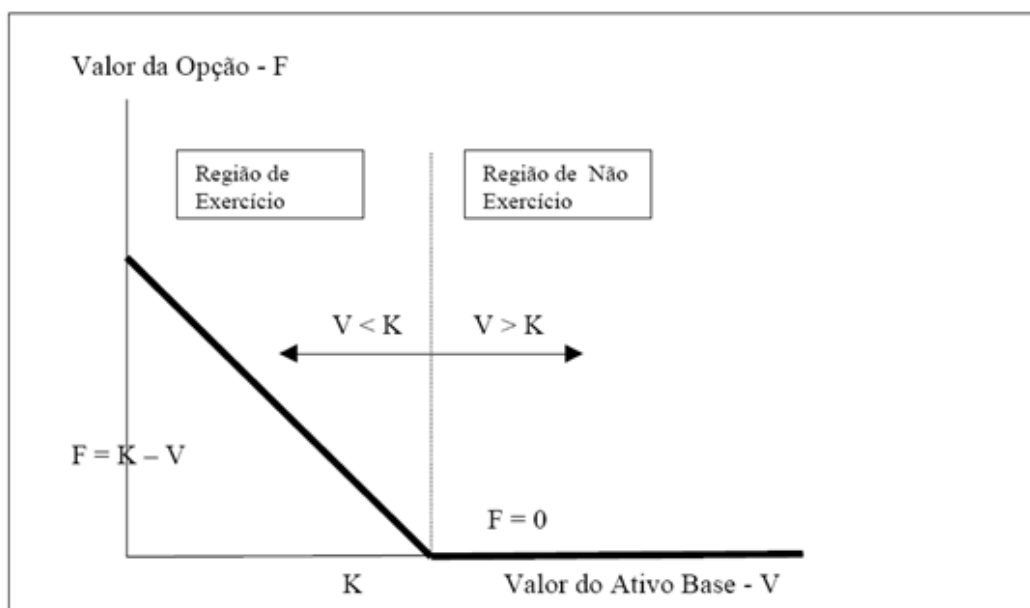 Valor da Opção - F
Região de
Exercício
Região de Não
Exercício
V < K
V > K
F = K – V
F = 0
K
Valor do Ativo Base - V